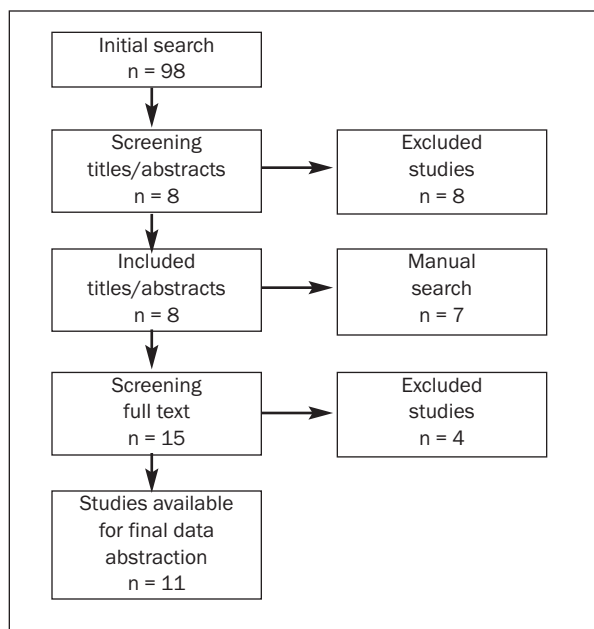 Initial search
n = 98
Screening
titles/abstracts
n = 8
Excluded
studies
n = 8
Included
titles/abstracts
n = 8
Manual
search
n = 7
Screening
full text
n = 15
Excluded
studies
n = 4
Studies available
for final data
abstraction
n = 11